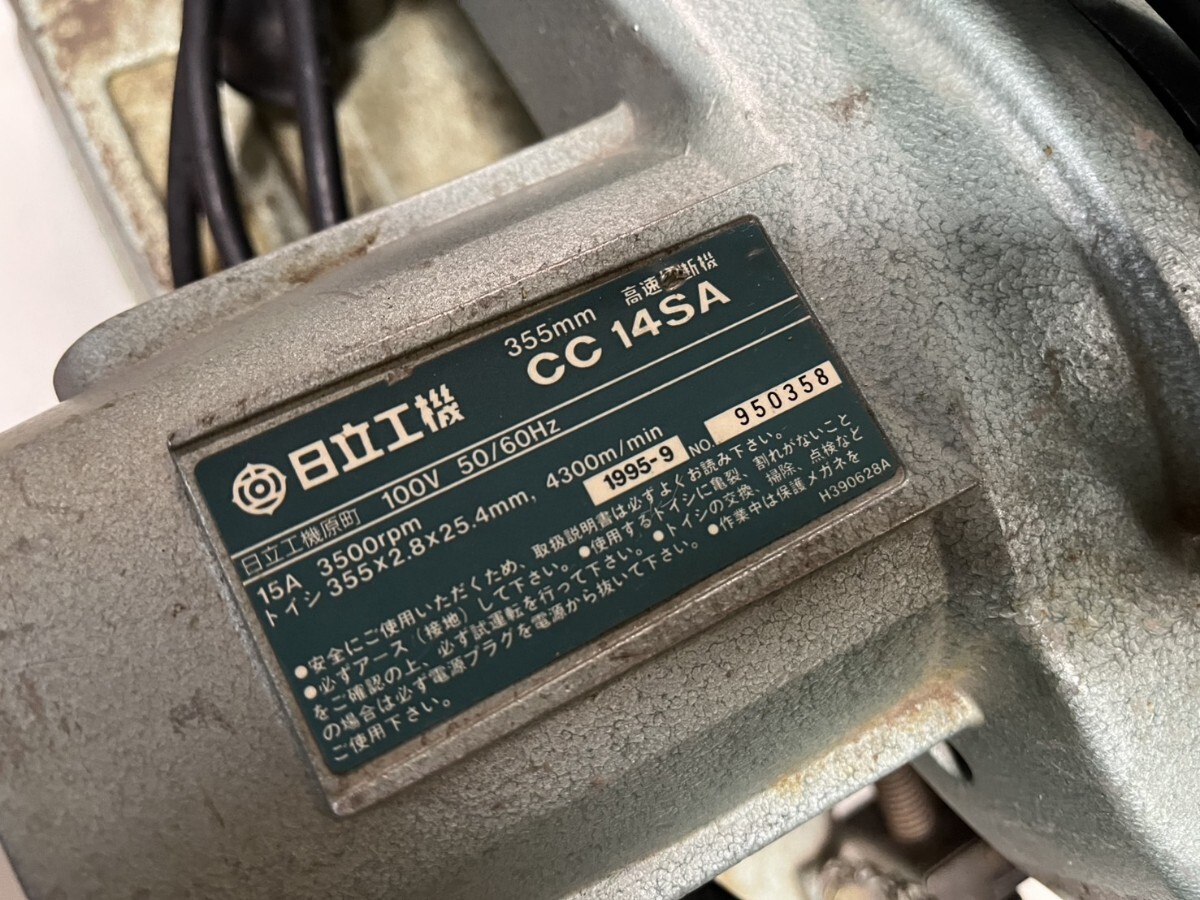 355mm 高速切断機
日立工機 CC 14SA
日立工機原町 100V 50/60Hz
15A 3500rpm
トイシ 355×2.8×25.4mm, 4300m/min
1995-9 NO. 950358
●安全にご使用いただくため、取扱説明書は必ずよくお読み下さい。
●必ずアース(接地)して下さい。●使用するトイシに亀裂、割れがないこと
をご確認の上、必ず試運転を行って下さい。●トイシの交換、掃除、点検など
の場合は必ず電源プラグを電源から抜いて下さい。●作業中は保護メガネを
ご使用下さい。
H390628A